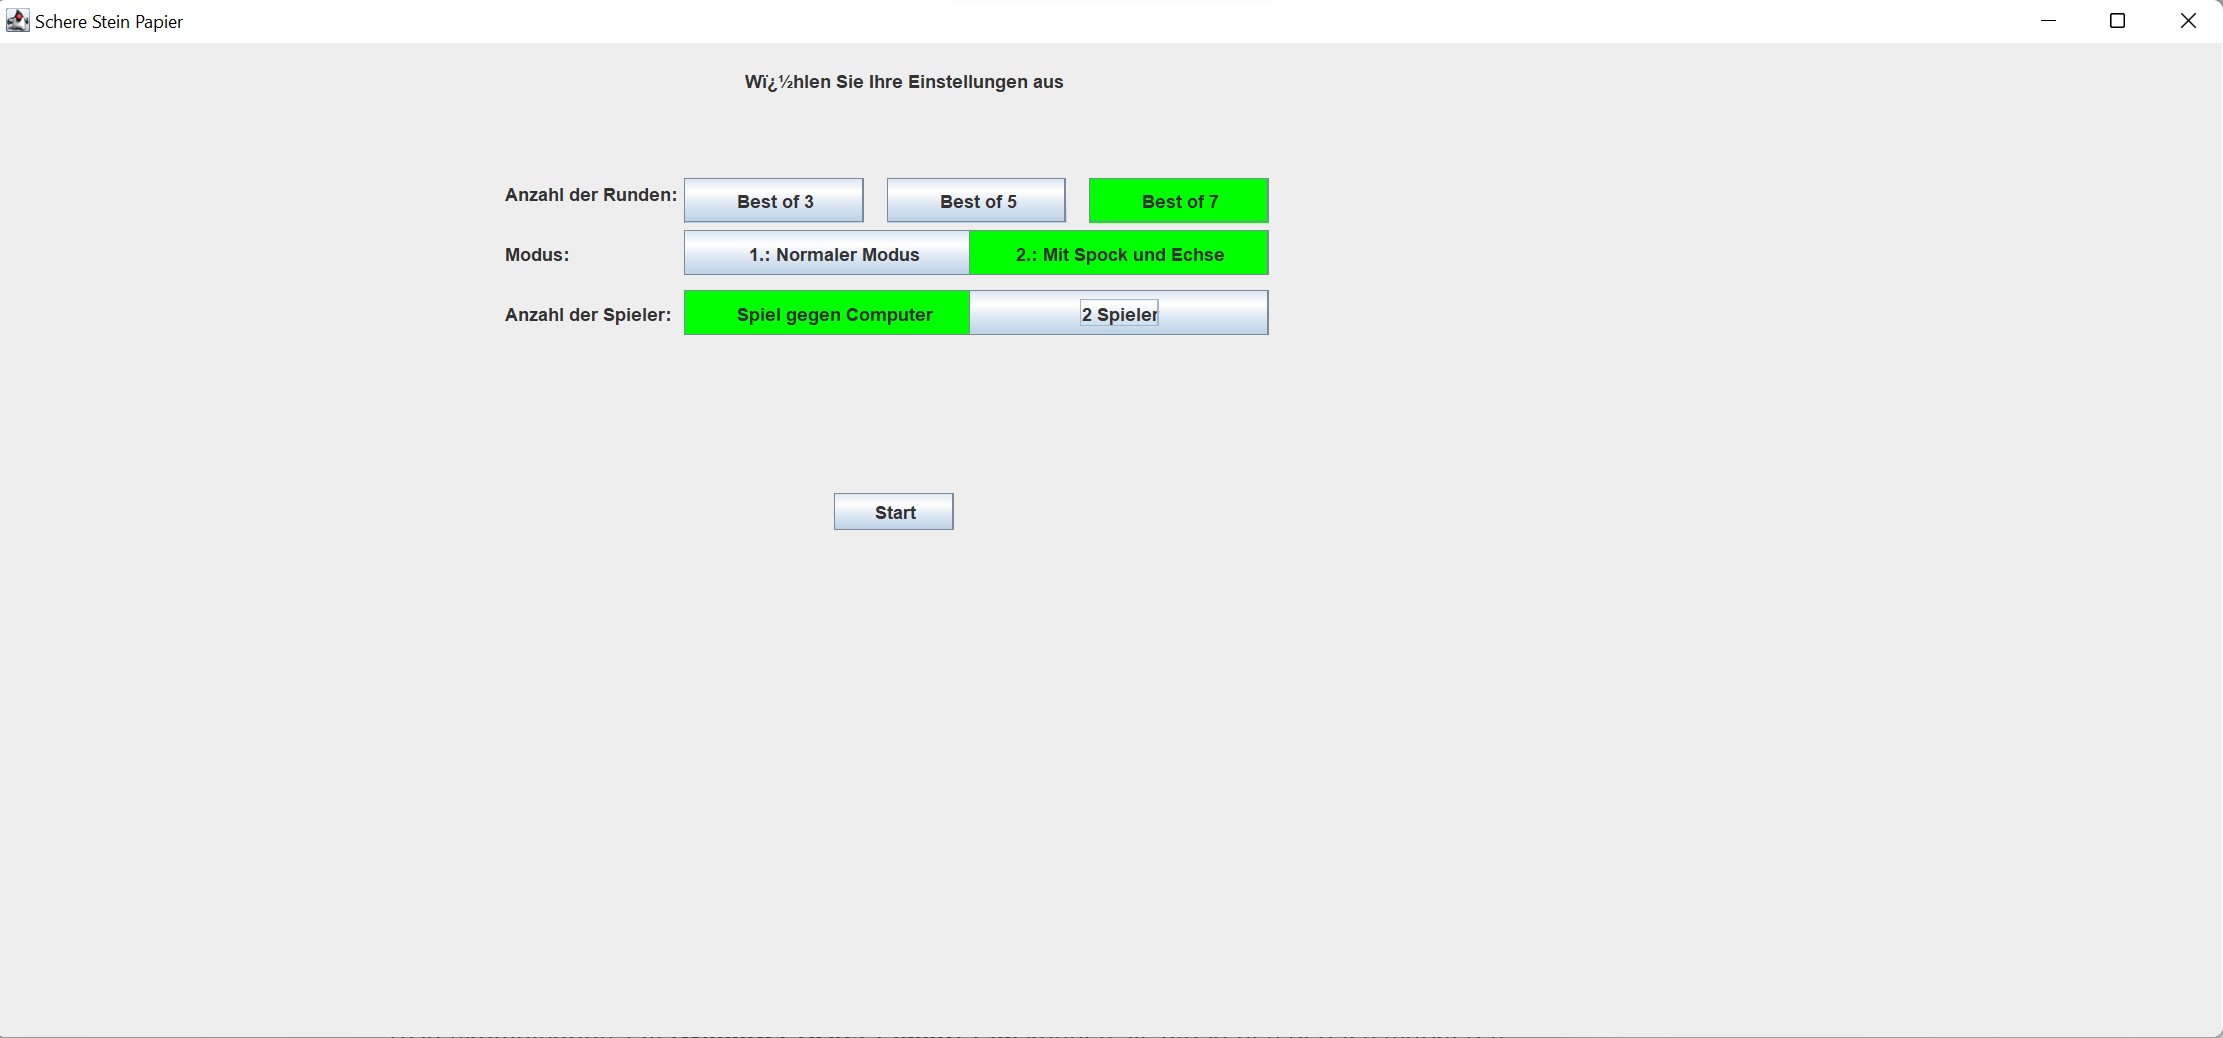 Schere Stein Papier
Wï¿½hlen Sie Ihre Einstellungen aus
Anzahl der Runden: Best of 3 Best of 5 Best of 7
Modus: 1.: Normaler Modus 2.: Mit Spock und Echse
Anzahl der Spieler: Spiel gegen Computer 2 Spieler
Start